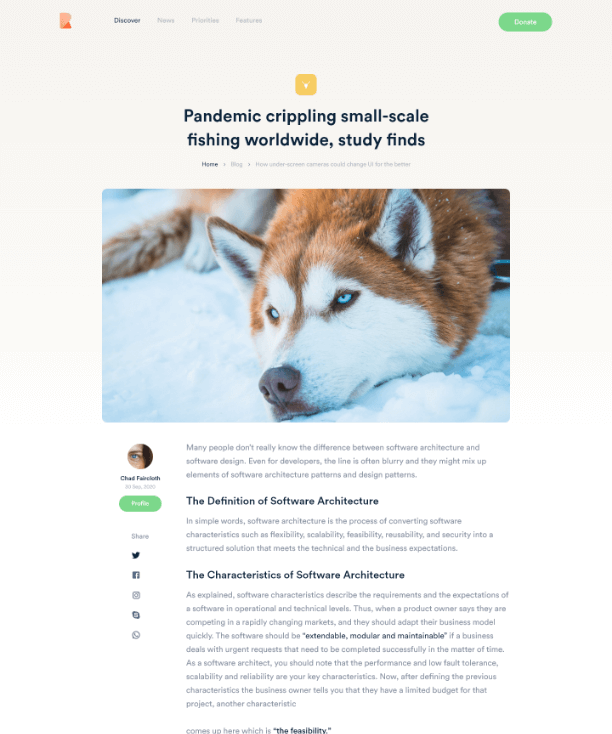 Discover News Priorities Features Donate
Pandemic crippling small-scale
fishing worldwide, study finds
Home › Blog › How under-screen cameras could change UI for the better
Chad Faircloth
20 Sep, 2020
Profile
Share
Many people don't really know the difference between software architecture and
software design. Even for developers, the line is often blurry and they might mix up
elements of software architecture patterns and design patterns.
The Definition of Software Architecture
In simple words, software architecture is the process of converting software
characteristics such as flexibility, scalability, feasibility, reusability, and security into a
structured solution that meets the technical and the business expectations.
The Characteristics of Software Architecture
As explained, software characteristics describe the requirements and the expectations of
a software in operational and technical levels. Thus, when a product owner says they are
competing in a rapidly changing markets, and they should adapt their business model
quickly. The software should be “extendable, modular and maintainable” if a business
deals with urgent requests that need to be completed successfully in the matter of time.
As a software architect, you should note that the performance and low fault tolerance,
scalability and reliability are your key characteristics. Now, after defining the previous
characteristics the business owner tells you that they have a limited budget for that
project, another characteristic
comes up here which is “the feasibility.”